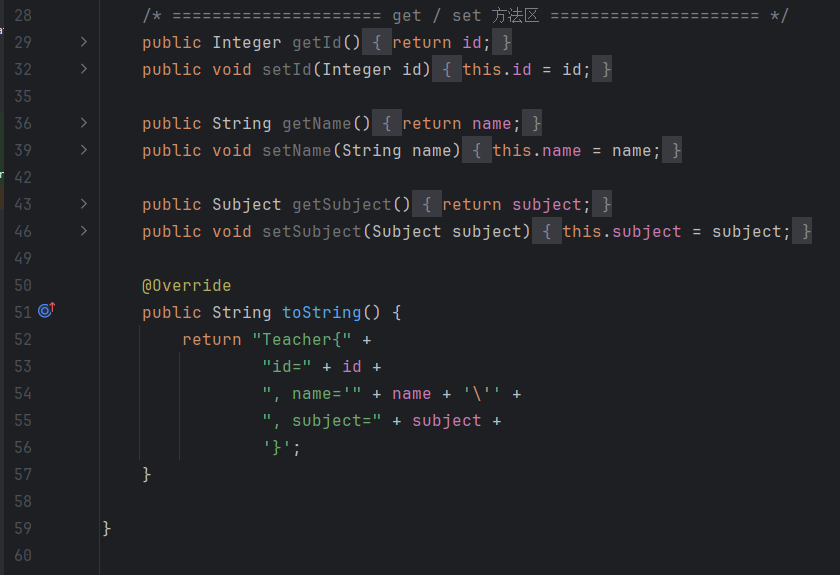 28 /* ===================== get / set 方法区 ===================== */
29 public Integer getId() { return id; }
32 public void setId(Integer id) { this.id = id; }
35
36 public String getName() { return name; }
39 public void setName(String name) { this.name = name; }
42
43 public Subject getSubject() { return subject; }
46 public void setSubject(Subject subject) { this.subject = subject; }
49
50 @Override
51 public String toString() {
52 return "Teacher{" +
53 "id=" + id +
54 ", name='" + name + '\'' +
55 ", subject=" + subject +
56 '}';
57 }
58
59 }
60